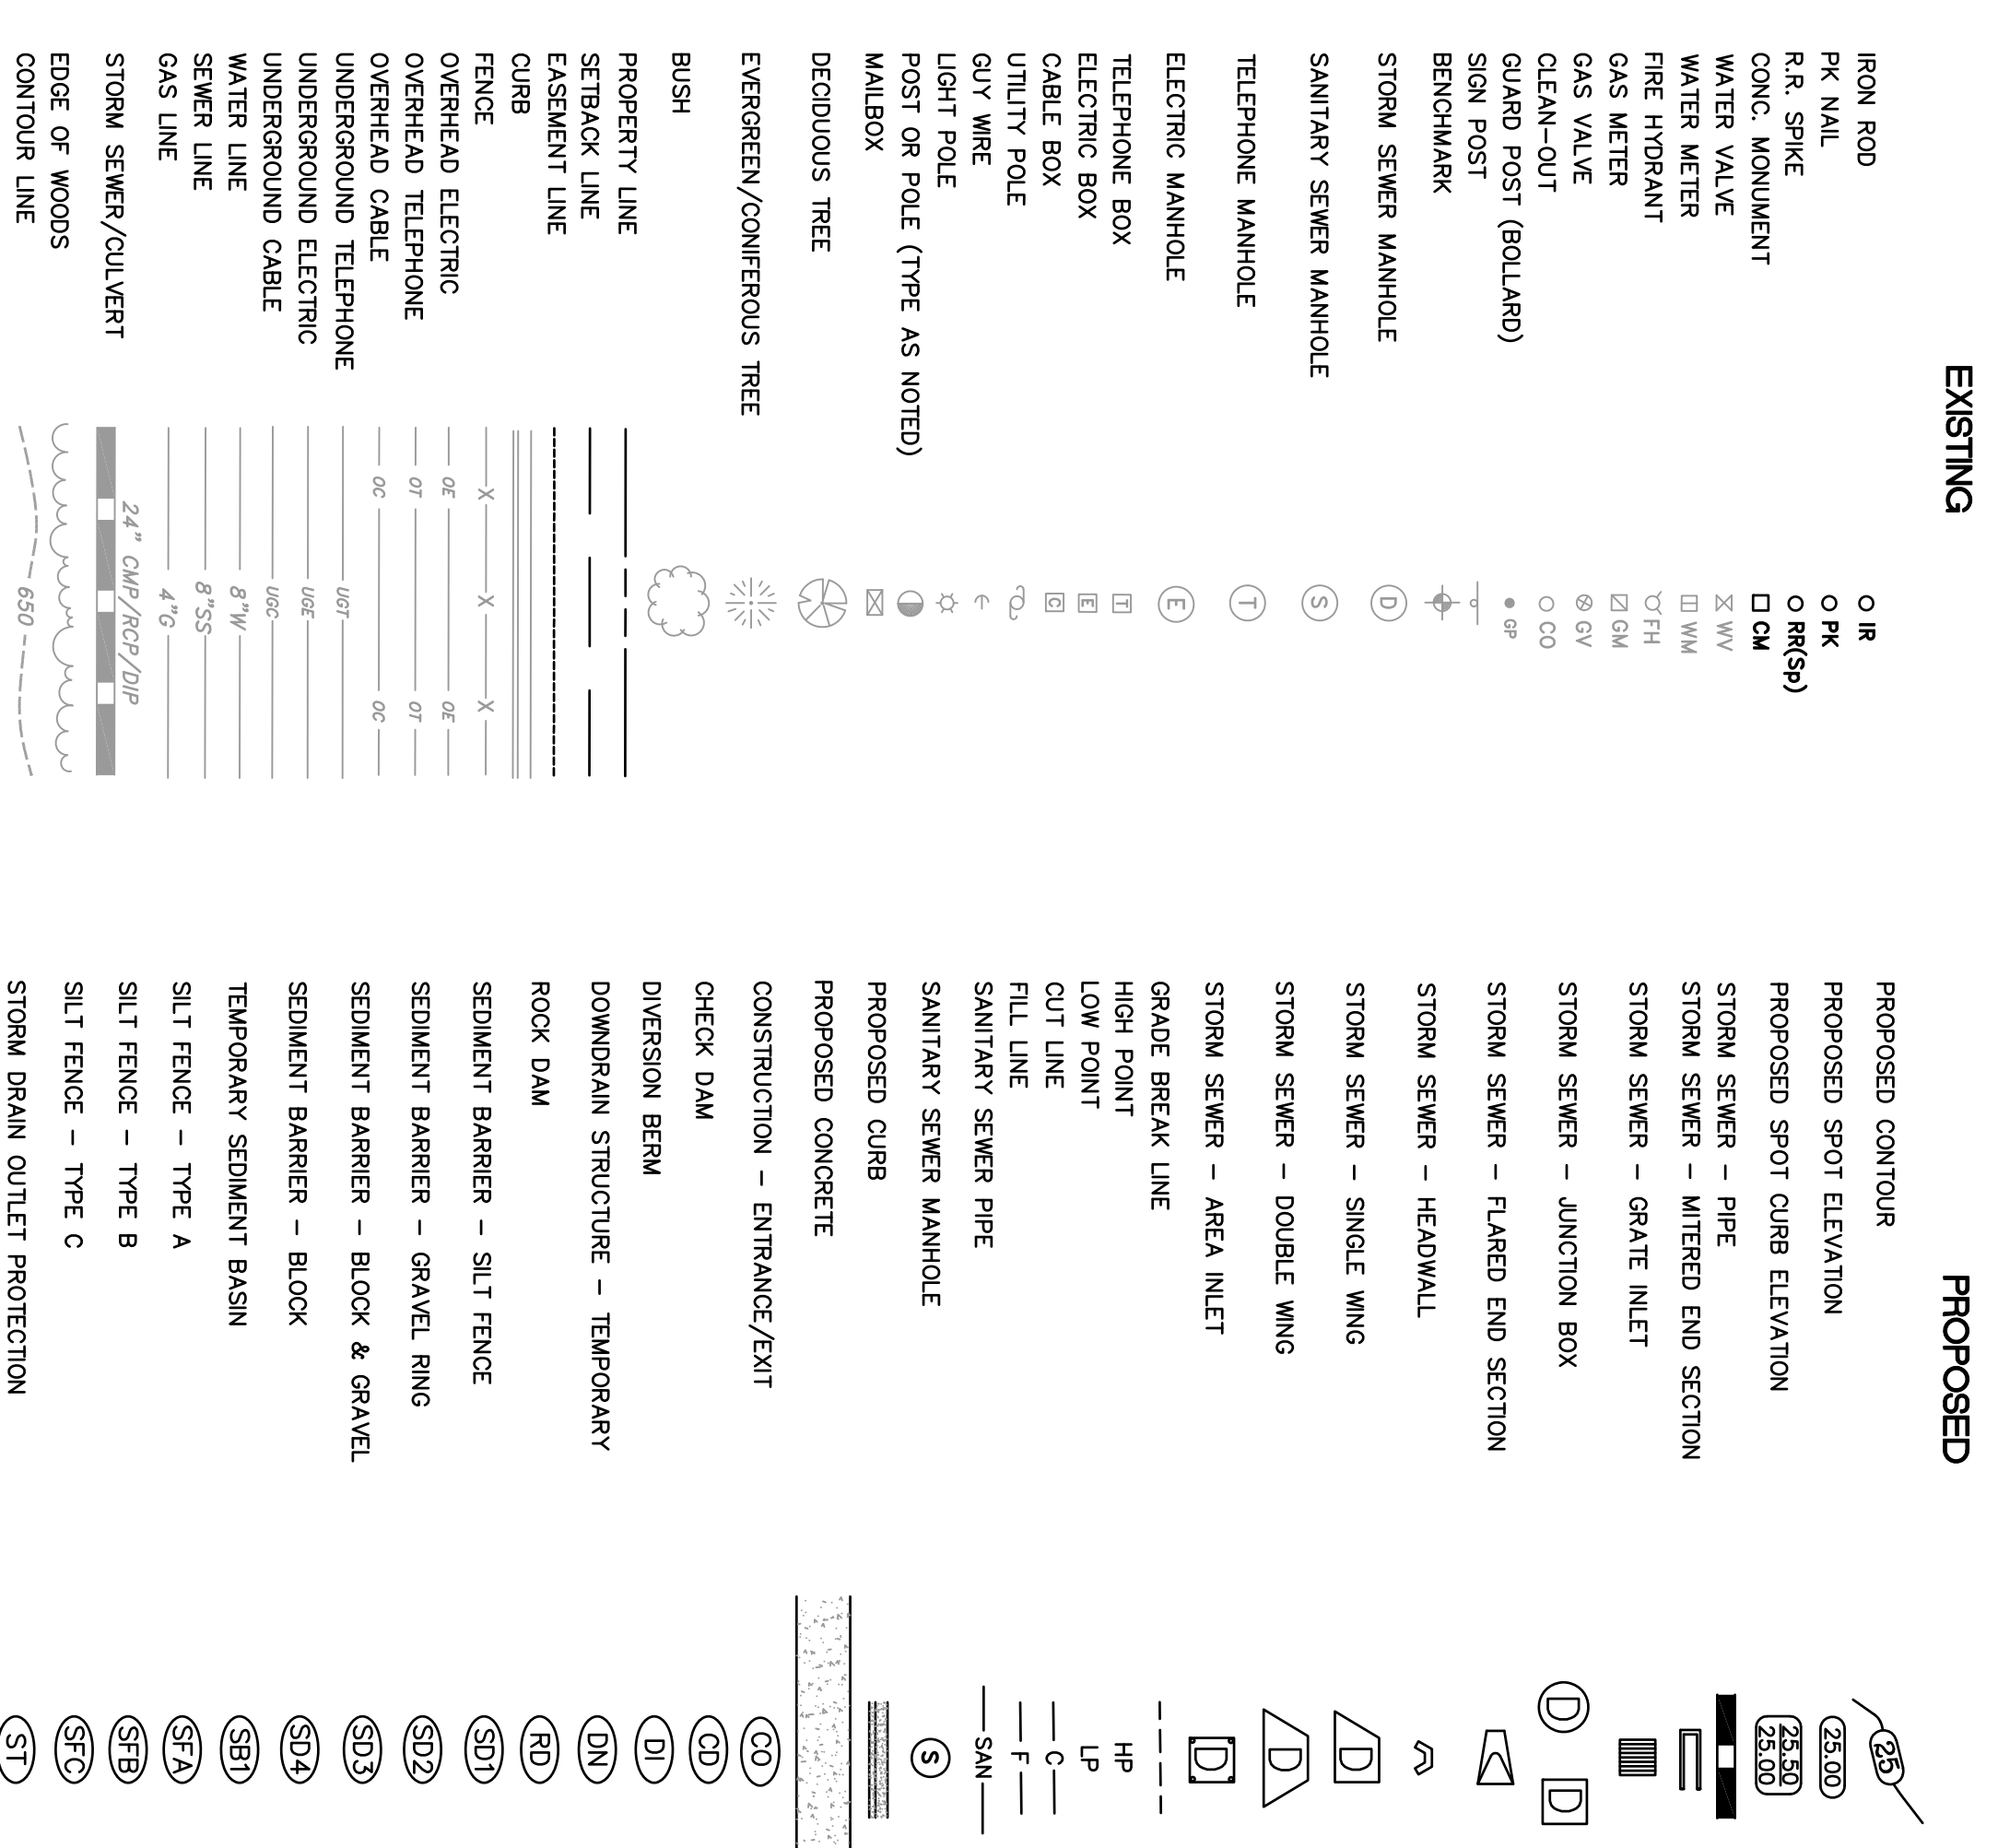 EXISTING
IRON ROD IR
PK NAIL PK
R.R. SPIKE RR(Sp)
CONC. MONUMENT CM
WATER VALVE WV
WATER METER WM
FIRE HYDRANT FH
GAS METER GM
GAS VALVE GV
CLEAN-OUT CO
GUARD POST (BOLLARD) GP
SIGN POST
BENCHMARK
STORM SEWER MANHOLE D
SANITARY SEWER MANHOLE S
TELEPHONE MANHOLE T
ELECTRIC MANHOLE E
TELEPHONE BOX T
ELECTRIC BOX E
CABLE BOX C
UTILITY POLE
GUY WIRE
LIGHT POLE
POST OR POLE (TYPE AS NOTED)
MAILBOX
DECIDUOUS TREE
EVERGREEN/CONIFEROUS TREE
BUSH
PROPERTY LINE
SETBACK LINE
EASEMENT LINE
CURB
FENCE X X X
OVERHEAD ELECTRIC OE OE
OVERHEAD TELEPHONE OT OT
OVERHEAD CABLE OC OC
UNDERGROUND TELEPHONE UGT
UNDERGROUND ELECTRIC UGE
UNDERGROUND CABLE UGC
WATER LINE 8"W
SEWER LINE 8"SS
GAS LINE 4"G
24" CMP/RCP/DIP
STORM SEWER/CULVERT
EDGE OF WOODS
CONTOUR LINE 650
PROPOSED
PROPOSED CONTOUR 25
PROPOSED SPOT ELEVATION 25.00
PROPOSED SPOT CURB ELEVATION 25.50
25.00
STORM SEWER – PIPE
STORM SEWER – MITERED END SECTION
STORM SEWER – GRATE INLET
STORM SEWER – JUNCTION BOX D D
STORM SEWER – FLARED END SECTION
STORM SEWER – HEADWALL
STORM SEWER – SINGLE WING D
STORM SEWER – DOUBLE WING D
STORM SEWER – AREA INLET D
GRADE BREAK LINE
HIGH POINT HP
LOW POINT LP
CUT LINE C
FILL LINE F
SANITARY SEWER PIPE SAN
SANITARY SEWER MANHOLE S
PROPOSED CURB
PROPOSED CONCRETE
CONSTRUCTION – ENTRANCE/EXIT CO
CHECK DAM CD
DIVERSION BERM DI
DOWNDRAIN STRUCTURE – TEMPORARY DN
ROCK DAM RD
SEDIMENT BARRIER – SILT FENCE SD1
SEDIMENT BARRIER – GRAVEL RING SD2
SEDIMENT BARRIER – BLOCK & GRAVEL SD3
SEDIMENT BARRIER – BLOCK SD4
TEMPORARY SEDIMENT BASIN SB1
SILT FENCE – TYPE A SFA
SILT FENCE – TYPE B SFB
SILT FENCE – TYPE C SFC
STORM DRAIN OUTLET PROTECTION ST